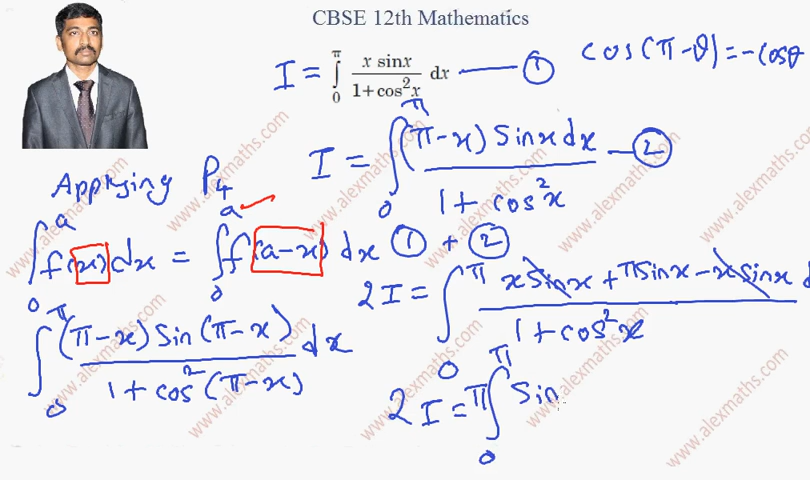 CBSE 12th Mathematics
I = ∫₀^π x sinx / 1+cos²x dx —— ①
cos(π-θ) = -cosθ
I = ∫₀^π (π-x) Sinx dx / 1 + cos²x — ②
Applying P₄
∫₀^a f(x) dx = ∫₀^a f(a-x) dx
∫₀^π (π-x) Sin (π-x) / 1 + cos² (π-x) dx
① + ②
2I = ∫₀^π x sinx + π sinx - x sinx / 1 + cos²x d
2I = π ∫₀^π Sin
www.alexmaths.com